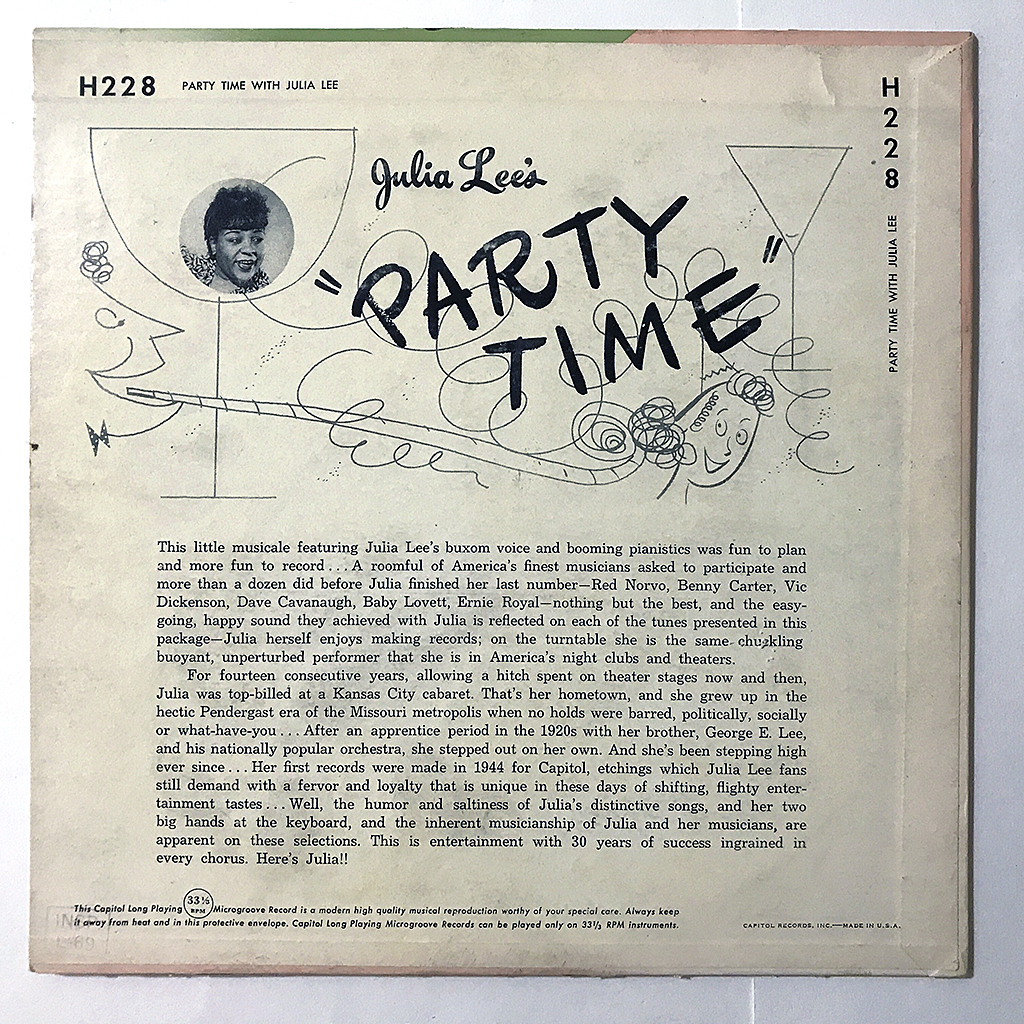 H228 PARTY TIME WITH JULIA LEE
H
2
2
8
PARTY TIME WITH JULIA LEE
Julia Lee's
"PARTY
TIME"
This little musicale featuring Julia Lee's buxom voice and booming pianistics was fun to plan
and more fun to record . . . A roomful of America's finest musicians asked to participate and
more than a dozen did before Julia finished her last number—Red Norvo, Benny Carter, Vic
Dickenson, Dave Cavanaugh, Baby Lovett, Ernie Royal—nothing but the best, and the easy-
going, happy sound they achieved with Julia is reflected on each of the tunes presented in this
package—Julia herself enjoys making records; on the turntable she is the same chuckling
buoyant, unperturbed performer that she is in America's night clubs and theaters.
For fourteen consecutive years, allowing a hitch spent on theater stages now and then,
Julia was top-billed at a Kansas City cabaret. That's her hometown, and she grew up in the
hectic Pendergast era of the Missouri metropolis when no holds were barred, politically, socially
or what-have-you . . . After an apprentice period in the 1920s with her brother, George E. Lee,
and his nationally popular orchestra, she stepped out on her own. And she's been stepping high
ever since . . . Her first records were made in 1944 for Capitol, etchings which Julia Lee fans
still demand with a fervor and loyalty that is unique in these days of shifting, flighty enter-
tainment tastes . . . Well, the humor and saltiness of Julia's distinctive songs, and her two
big hands at the keyboard, and the inherent musicianship of Julia and her musicians, are
apparent on these selections. This is entertainment with 30 years of success ingrained in
every chorus. Here's Julia!!
This Capitol Long Playing 33⅓ RPM Microgroove Record is a modern high quality musical reproduction worthy of your special care. Always keep
it away from heat and in this protective envelope. Capitol Long Playing Microgroove Records can be played only on 33⅓ RPM instruments.
CAPITOL RECORDS, INC.—MADE IN U.S.A.